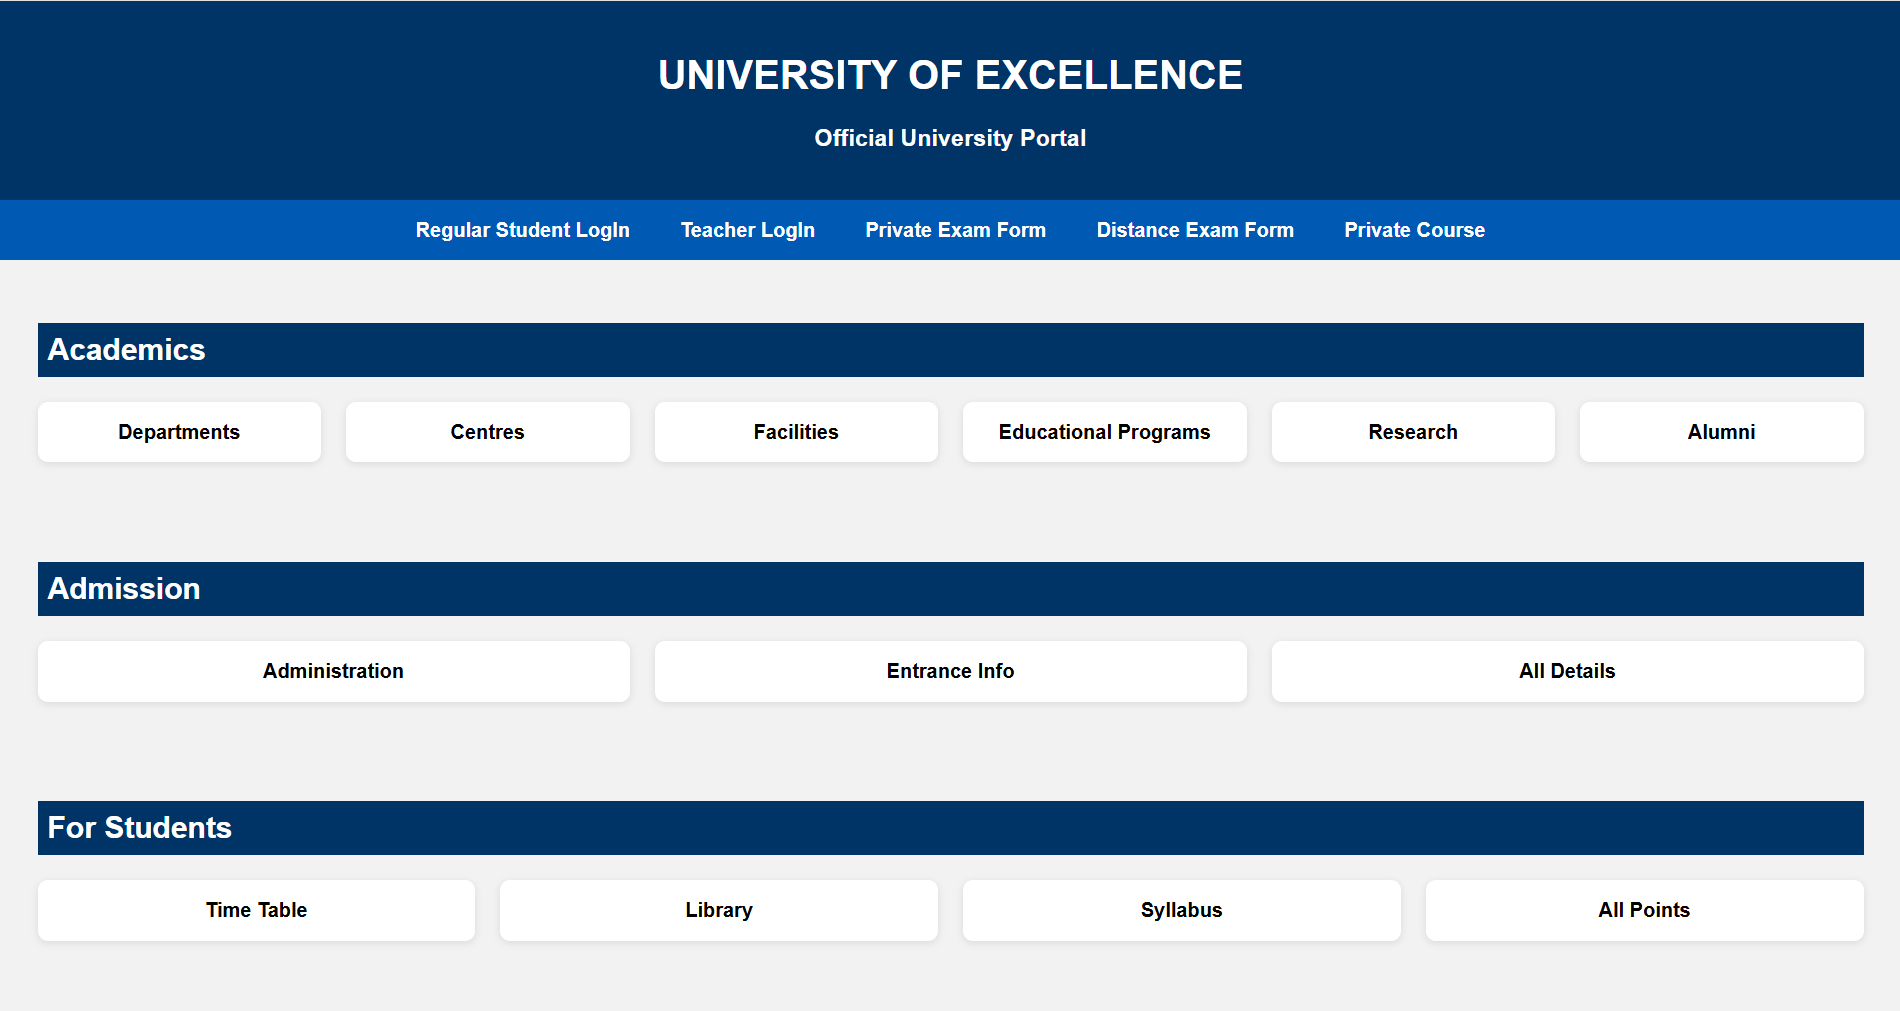 UNIVERSITY OF EXCELLENCE
Official University Portal
Regular Student LogIn Teacher LogIn Private Exam Form Distance Exam Form Private Course
Academics
Departments Centres Facilities Educational Programs Research Alumni
Admission
Administration Entrance Info All Details
For Students
Time Table Library Syllabus All Points